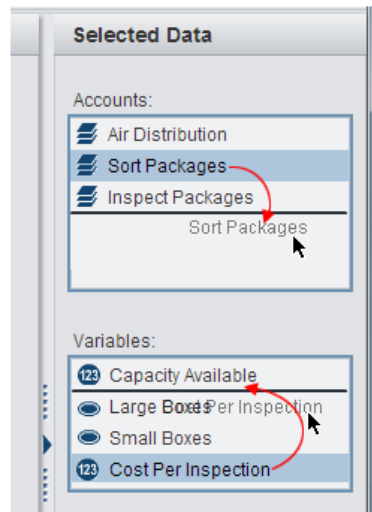 Selected Data
Accounts:
Air Distribution
Sort Packages
Inspect Packages
Sort Packages
Variables:
Capacity Available
Large Boxes
Cost Per Inspection
Small Boxes
Cost Per Inspection